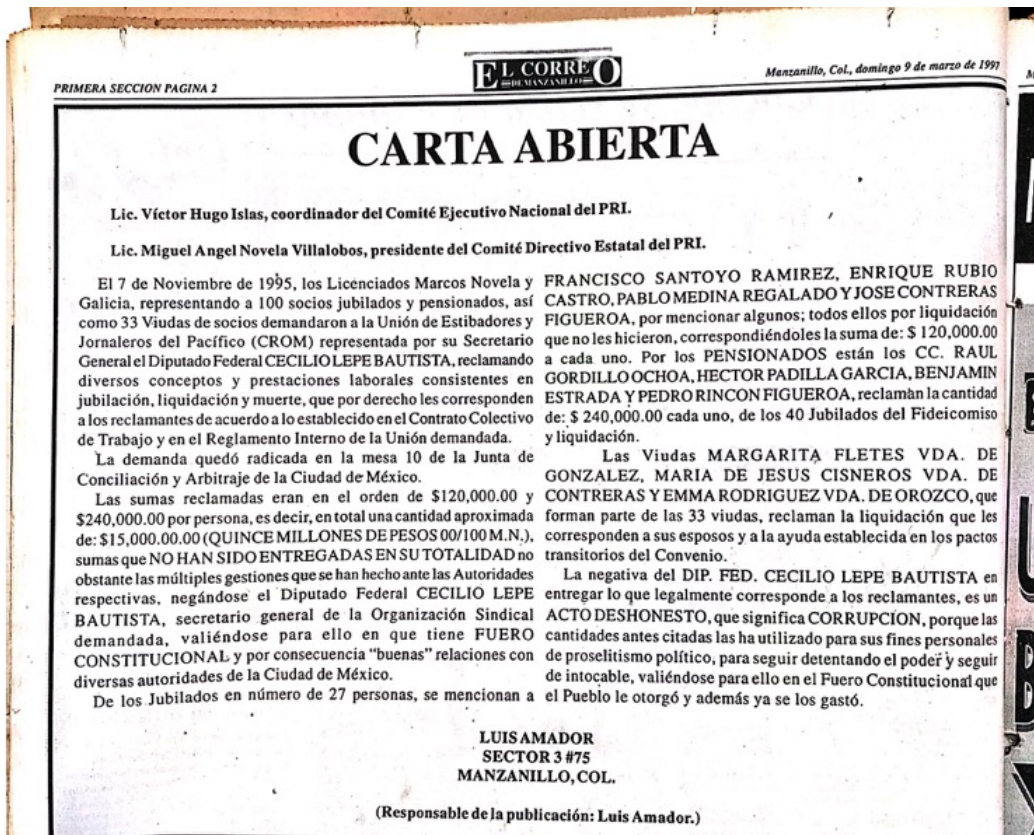 PRIMERA SECCION PAGINA 2
EL CORREO
DE MANZANILLO
Manzanillo, Col., domingo 9 de marzo de 1997
CARTA ABIERTA
Lic. Víctor Hugo Islas, coordinador del Comité Ejecutivo Nacional del PRI.
Lic. Miguel Angel Novela Villalobos, presidente del Comité Directivo Estatal del PRI.
El 7 de Noviembre de 1995, los Licenciados Marcos Novela y
Galicia, representando a 100 socios jubilados y pensionados, así
como 33 Viudas de socios demandaron a la Unión de Estibadores y
Jornaleros del Pacífico (CROM) representada por su Secretario
General el Diputado Federal CECILIO LEPE BAUTISTA, reclamando
diversos conceptos y prestaciones laborales consistentes en
jubilación, liquidación y muerte, que por derecho les corresponden
a los reclamantes de acuerdo a lo establecido en el Contrato Colectivo
de Trabajo y en el Reglamento Interno de la Unión demandada.
La demanda quedó radicada en la mesa 10 de la Junta de
Conciliación y Arbitraje de la Ciudad de México.
Las sumas reclamadas eran en el orden de $120,000.00 y
$240,000.00 por persona, es decir, en total una cantidad aproximada
de: $15,000.00.00 (QUINCE MILLONES DE PESOS 00/100 M.N.),
sumas que NO HAN SIDO ENTREGADAS EN SU TOTALIDAD no
obstante las múltiples gestiones que se han hecho ante las Autoridades
respectivas, negándose el Diputado Federal CECILIO LEPE
BAUTISTA, secretario general de la Organización Sindical
demandada, valiéndose para ello en que tiene FUERO
CONSTITUCIONAL y por consecuencia "buenas" relaciones con
diversas autoridades de la Ciudad de México.
De los Jubilados en número de 27 personas, se mencionan a
FRANCISCO SANTOYO RAMIREZ, ENRIQUE RUBIO
CASTRO, PABLO MEDINA REGALADO Y JOSE CONTRERAS
FIGUEROA, por mencionar algunos; todos ellos por liquidación
que no les hicieron, correspondiéndoles la suma de: $ 120,000.00
a cada uno. Por los PENSIONADOS están los CC. RAUL
GORDILLO OCHOA, HECTOR PADILLA GARCIA, BENJAMIN
ESTRADA Y PEDRO RINCON FIGUEROA, reclaman la cantidad
de: $ 240,000.00 cada uno, de los 40 Jubilados del Fideicomiso
y liquidación.
Las Viudas MARGARITA FLETES VDA. DE
GONZALEZ, MARIA DE JESUS CISNEROS VDA. DE
CONTRERAS Y EMMA RODRIGUEZ VDA. DE OROZCO, que
forman parte de las 33 viudas, reclaman la liquidación que les
corresponden a sus esposos y a la ayuda establecida en los pactos
transitorios del Convenio.
La negativa del DIP. FED. CECILIO LEPE BAUTISTA en
entregar lo que legalmente corresponde a los reclamantes, es un
ACTO DESHONESTO, que significa CORRUPCION, porque las
cantidades antes citadas las ha utilizado para sus fines personales
de proselitismo político, para seguir detentando el poder y seguir
de intocable, valiéndose para ello en el Fuero Constitucional que
el Pueblo le otorgó y además ya se los gastó.
LUIS AMADOR
SECTOR 3 #75
MANZANILLO, COL.
(Responsable de la publicación: Luis Amador.)